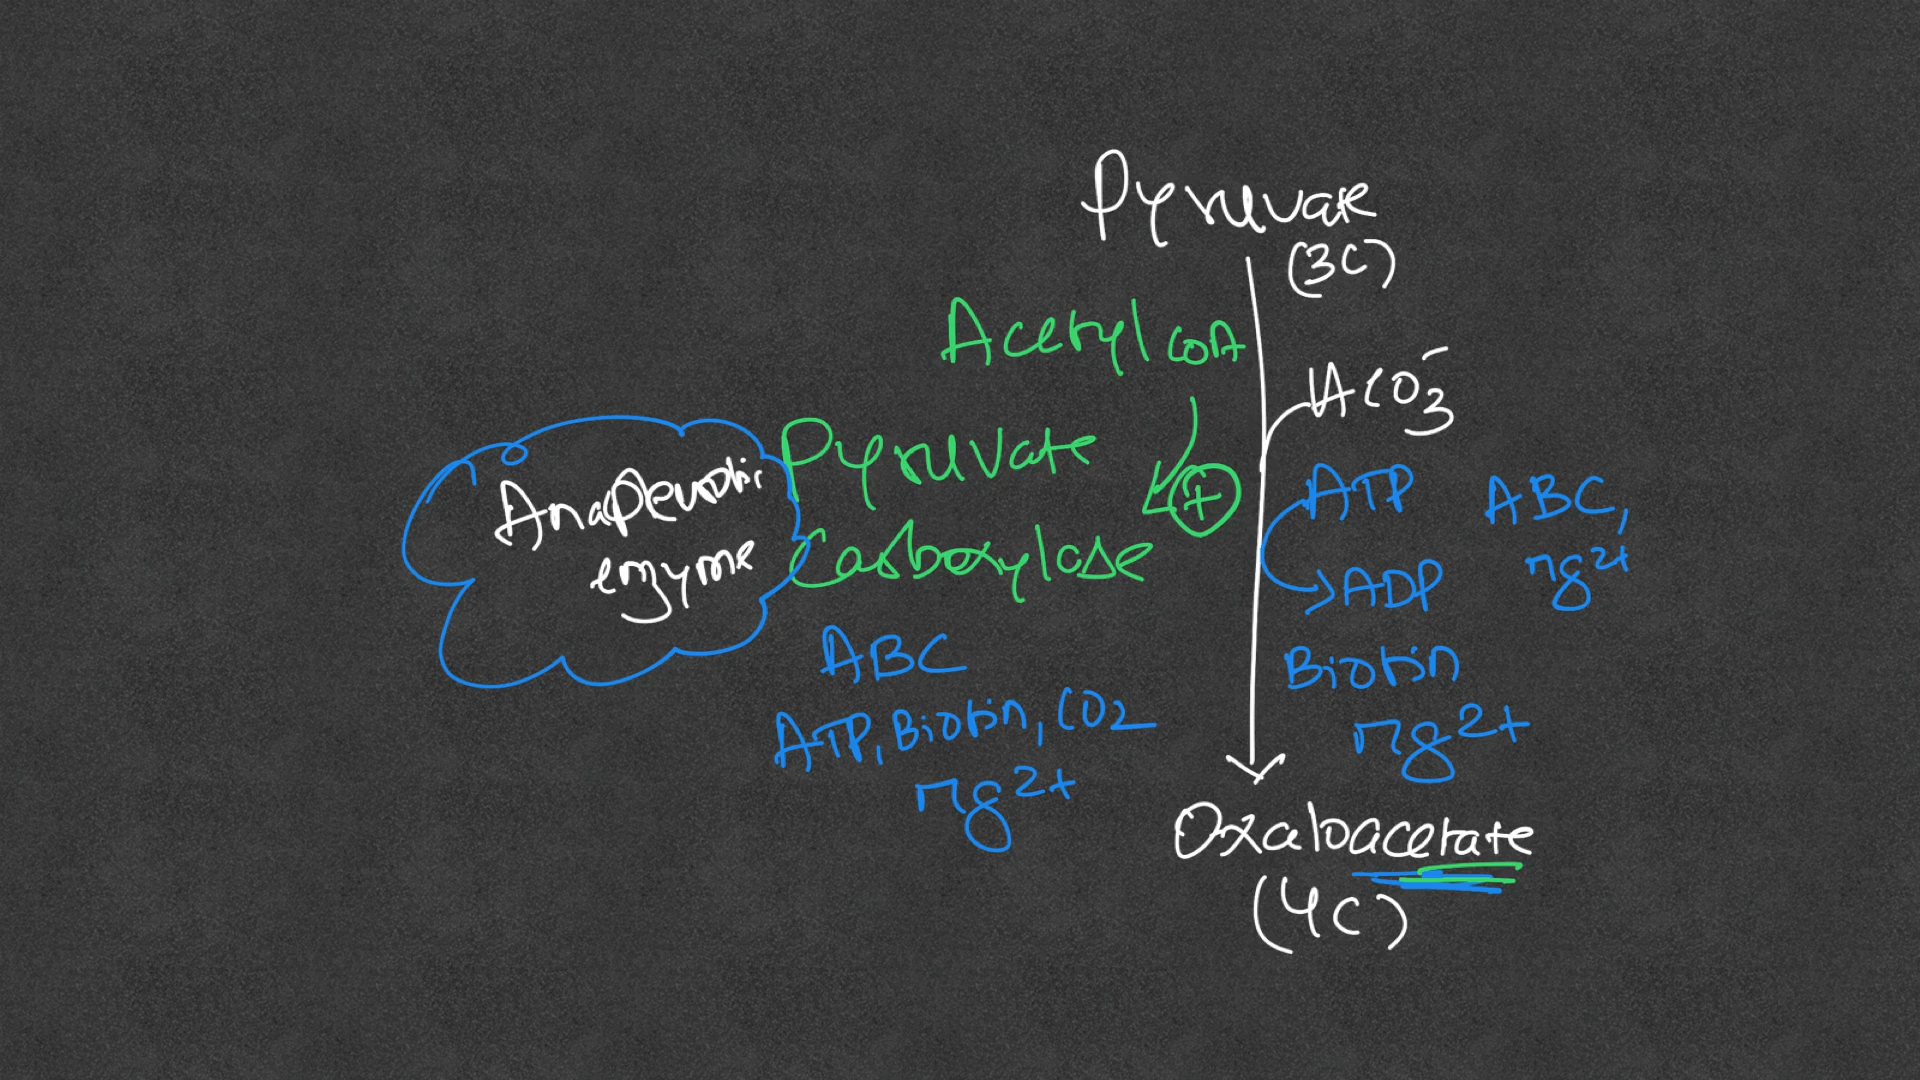 Pyruvate
(3C)
Acetyl CoA
HCO3-
Pyruvate
+
ATP
ABC,
Mg2+
Anaplerotic
enzyme
Carboxylase
ADP
ABC
Biotin
ATP, Biotin, CO2
Mg2+
Mg2+
Oxaloacetate
(4C)